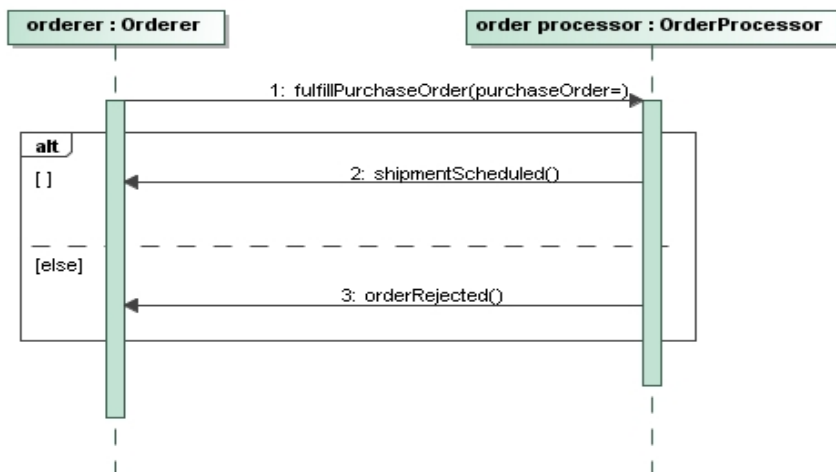 orderer : Orderer
order processor : OrderProcessor
1: fulfillPurchaseOrder(purchaseOrder=)
alt
[ ]
2: shipmentScheduled()
[else]
3: orderRejected()